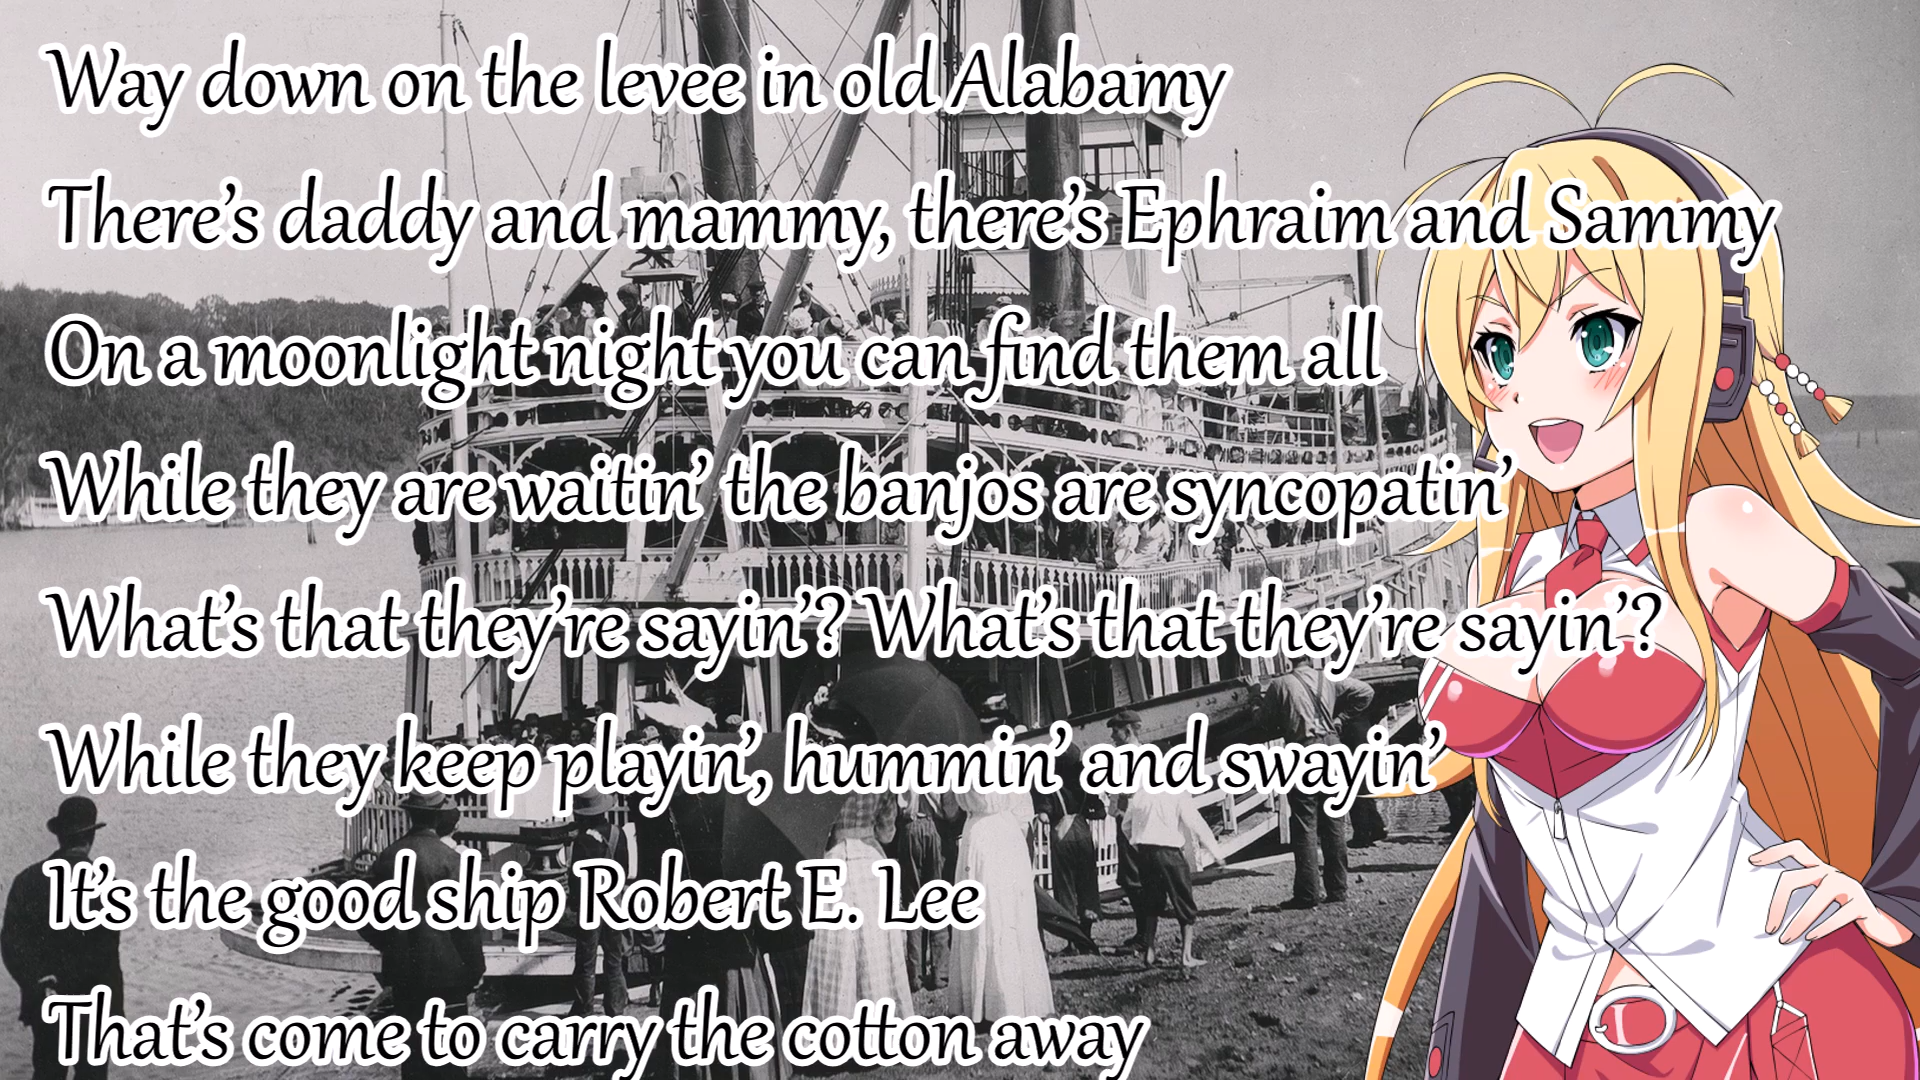 Way down on the levee in old Alabamy
There's daddy and mammy, there's Ephraim and Sammy
On a moonlight night you can find them all
While they are waitin' the banjos are syncopatin'
What's that they're sayin'? What's that they're sayin'?
While they keep playin', hummin' and swayin'
It's the good ship Robert E. Lee
That's come to carry the cotton away